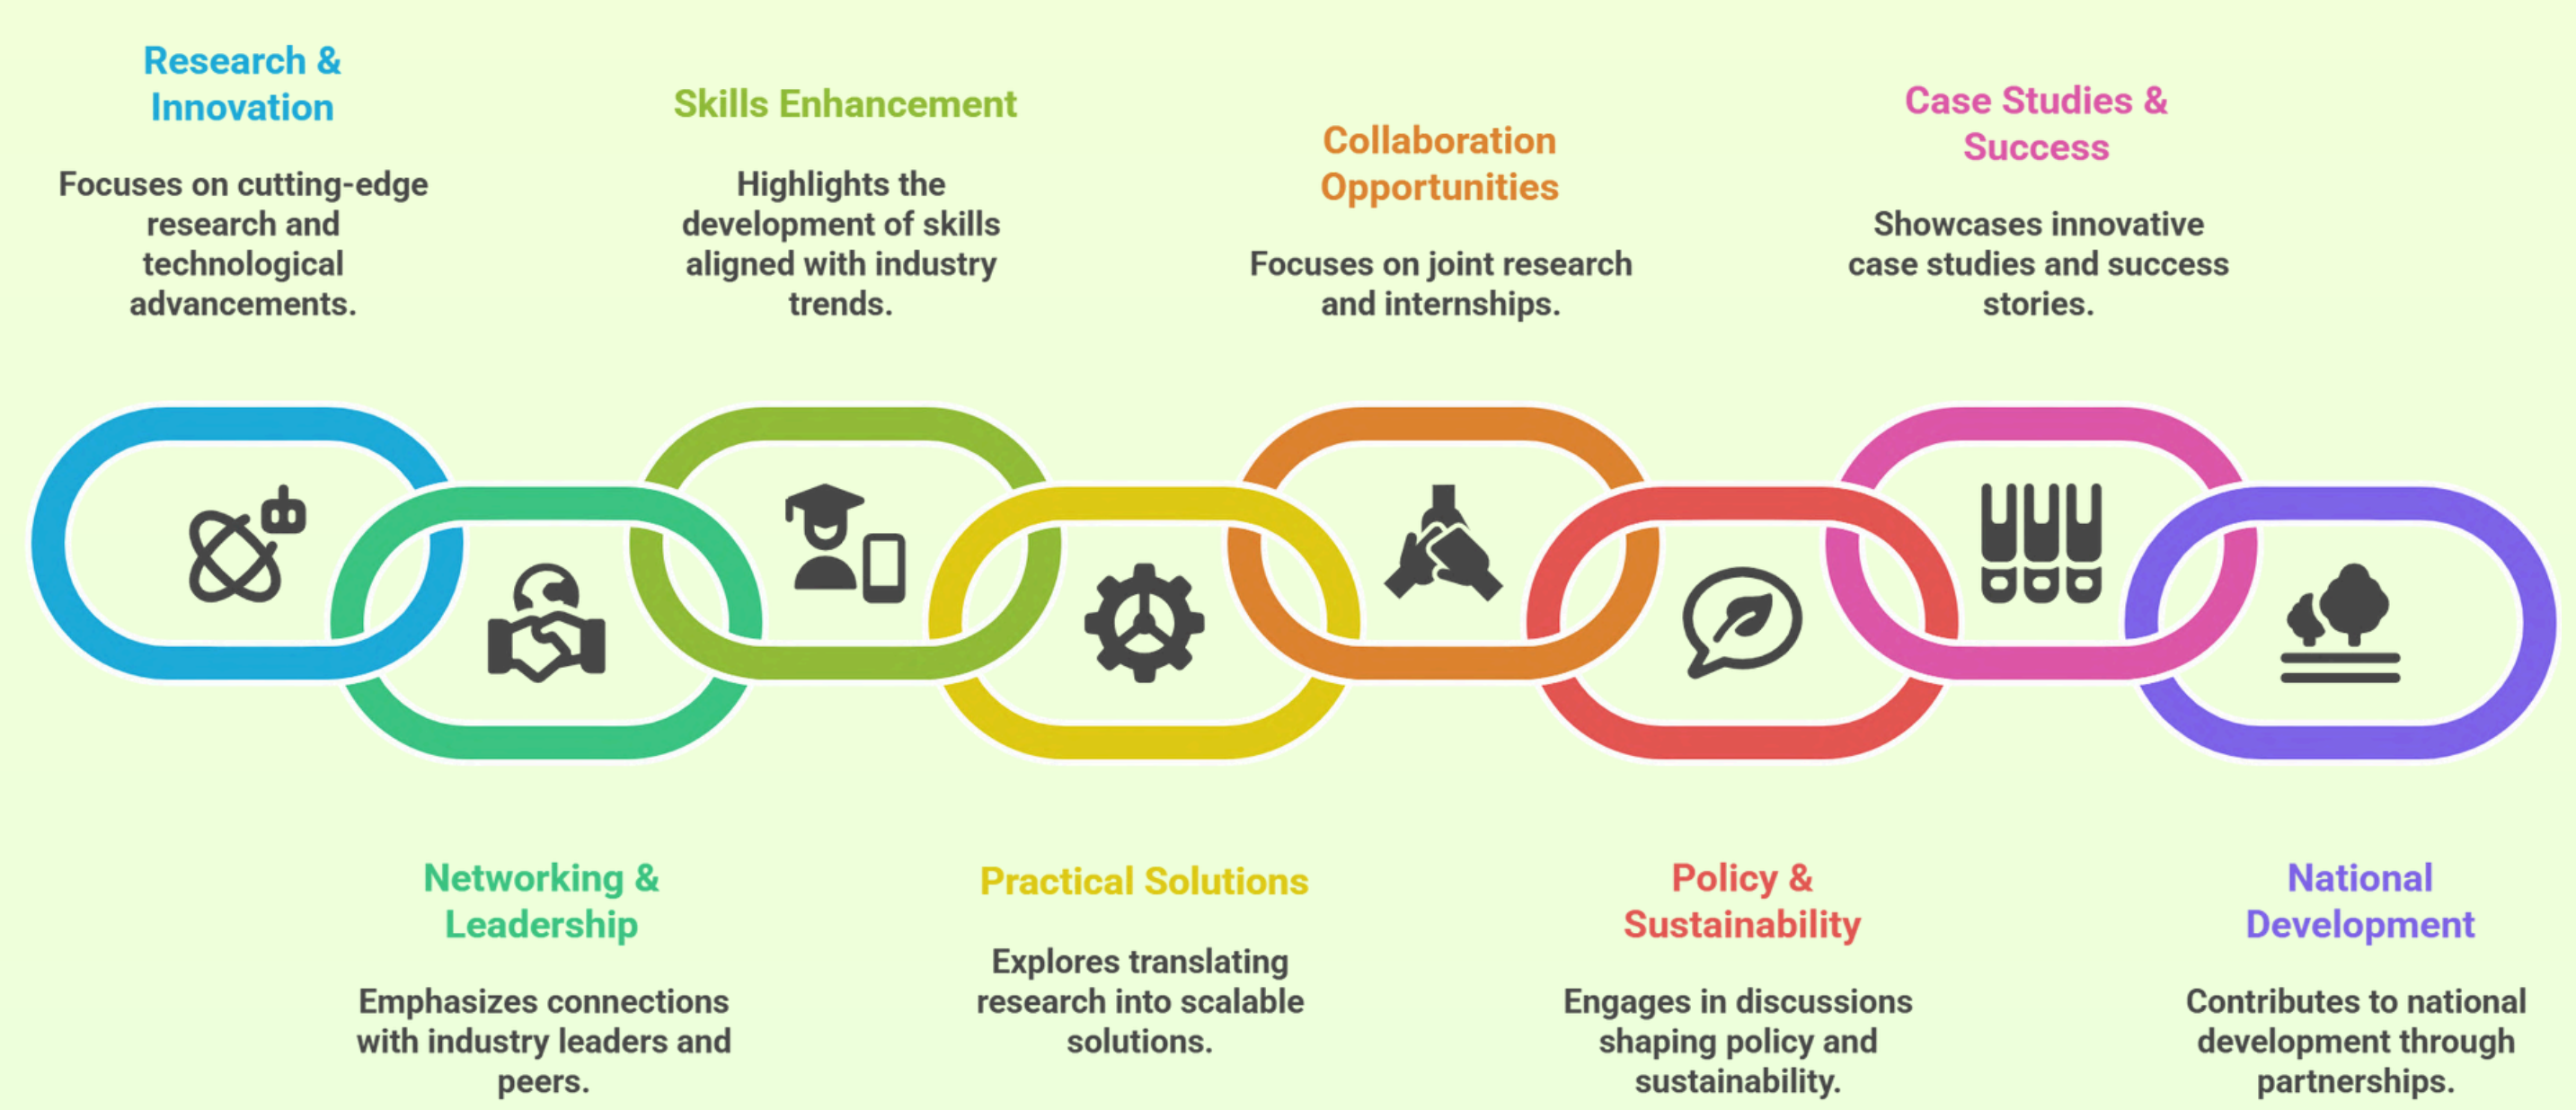 Research &
Innovation
Focuses on cutting-edge
research and
technological
advancements.
Skills Enhancement
Highlights the
development of skills
aligned with industry
trends.
Collaboration
Opportunities
Focuses on joint research
and internships.
Case Studies &
Success
Showcases innovative
case studies and success
stories.
Networking &
Leadership
Emphasizes connections
with industry leaders and
peers.
Practical Solutions
Explores translating
research into scalable
solutions.
Policy &
Sustainability
Engages in discussions
shaping policy and
sustainability.
National
Development
Contributes to national
development through
partnerships.